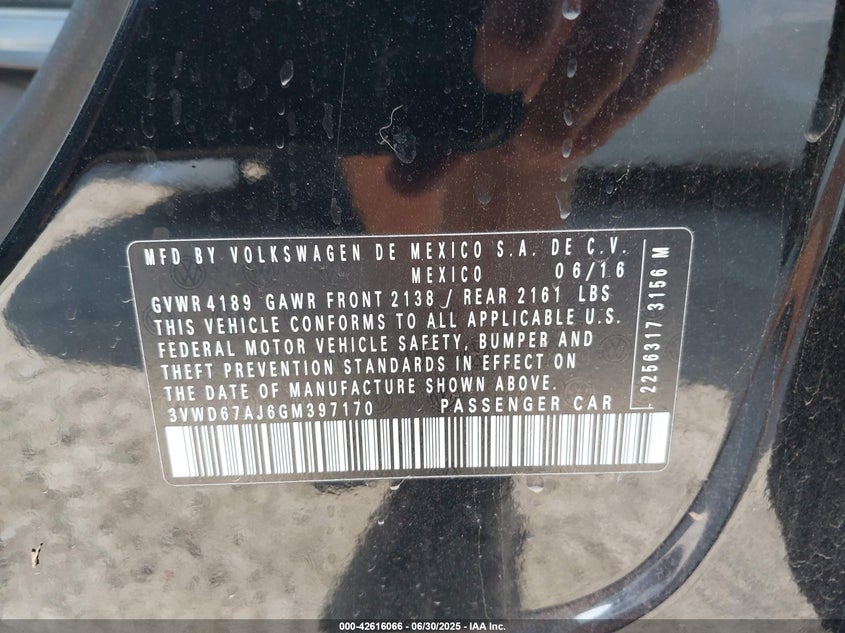 MFD BY VOLKSWAGEN DE MEXICO S.A. DE C.V.
MEXICO 06/16
GVWR 4189 GAWR FRONT 2138 / REAR 2161 LBS
THIS VEHICLE CONFORMS TO ALL APPLICABLE U.S.
FEDERAL MOTOR VEHICLE SAFETY, BUMPER AND
THEFT PREVENTION STANDARDS IN EFFECT ON
THE DATE OF MANUFACTURE SHOWN ABOVE.
3VWD67AJ6GM397170 PASSENGER CAR
2256317 3156 M
000-42616066 - 06/30/2025 - IAA Inc.